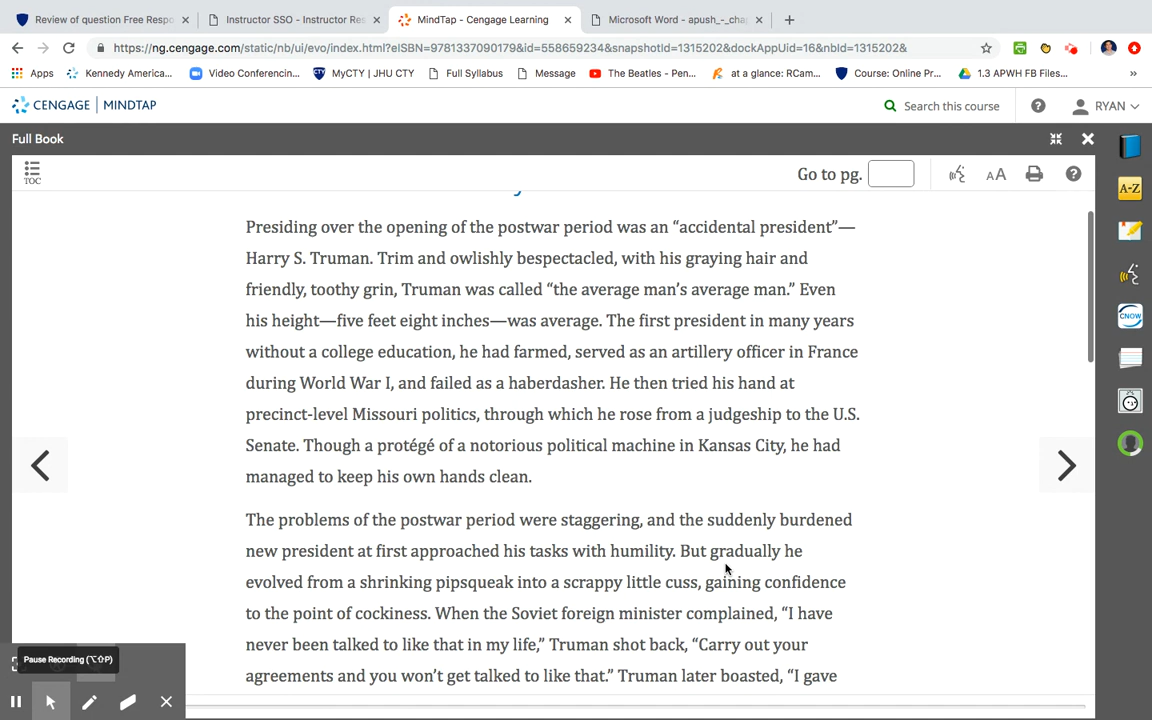 Review of question Free Respo
Instructor SSO - Instructor Res
MindTap - Cengage Learning
Microsoft Word - apush_-_chap
https://ng.cengage.com/static/nb/ui/evo/index.html?eISBN=9781337090179&id=558659234&snapshotId=1315202&dockAppUid=16&nbId=1315202&
Apps
Kennedy America...
Video Conferencin...
MyCTY | JHU CTY
Full Syllabus
Message
The Beatles - Pen...
at a glance: RCam...
Course: Online Pr...
1.3 APWH FB Files...
CENGAGE | MINDTAP
Search this course
RYAN
Full Book
TOC
Go to pg.
AA
A-Z
CNOW
Presiding over the opening of the postwar period was an “accidental president”—
Harry S. Truman. Trim and owlishly bespectacled, with his graying hair and
friendly, toothy grin, Truman was called “the average man’s average man.” Even
his height—five feet eight inches—was average. The first president in many years
without a college education, he had farmed, served as an artillery officer in France
during World War I, and failed as a haberdasher. He then tried his hand at
precinct-level Missouri politics, through which he rose from a judgeship to the U.S.
Senate. Though a protégé of a notorious political machine in Kansas City, he had
managed to keep his own hands clean.
The problems of the postwar period were staggering, and the suddenly burdened
new president at first approached his tasks with humility. But gradually he
evolved from a shrinking pipsqueak into a scrappy little cuss, gaining confidence
to the point of cockiness. When the Soviet foreign minister complained, “I have
never been talked to like that in my life,” Truman shot back, “Carry out your
agreements and you won’t get talked to like that.” Truman later boasted, “I gave
Pause Recording (⌥⇧P)